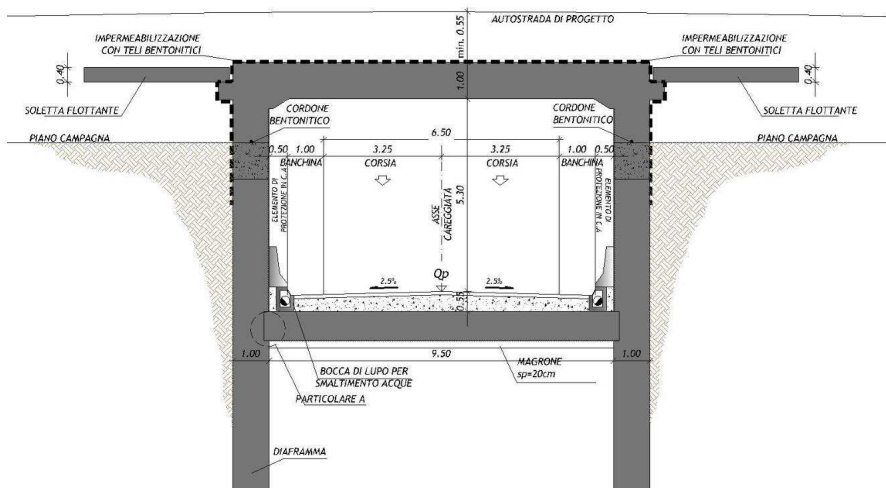 AUTOSTRADA DI PROGETTO
min. 0.55
IMPERMEABILIZZAZIONE
CON TELI BENTONITICI
IMPERMEABILIZZAZIONE
CON TELI BENTONITICI
0.40
1.00
0.40
SOLETTA FLOTTANTE
SOLETTA FLOTTANTE
CORDONE
BENTONITICO
CORDONE
BENTONITICO
6.50
PIANO CAMPAGNA
PIANO CAMPAGNA
0.50 1.00 3.25 3.25 1.00 0.50
BANCHINA CORSIA CORSIA BANCHINA
ELEMENTO DI
PROTEZIONE IN C.A
ASSE
CAREGGIATA
5.30
ELEMENTO DI
PROTEZIONE IN C.A
Qp
2.5% 2.5%
0.55
1.00 9.50 1.00
BOCCA DI LUPO PER
SMALTIMENTO ACQUE
MAGRONE
sp=20cm
PARTICOLARE A
DIAFRAMMA